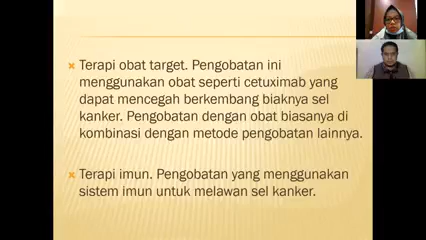 Terapi obat target. Pengobatan ini
menggunakan obat seperti cetuximab yang
dapat mencegah berkembang biaknya sel
kanker. Pengobatan dengan obat biasanya di
kombinasi dengan metode pengobatan lainnya.
Terapi imun. Pengobatan yang menggunakan
sistem imun untuk melawan sel kanker.